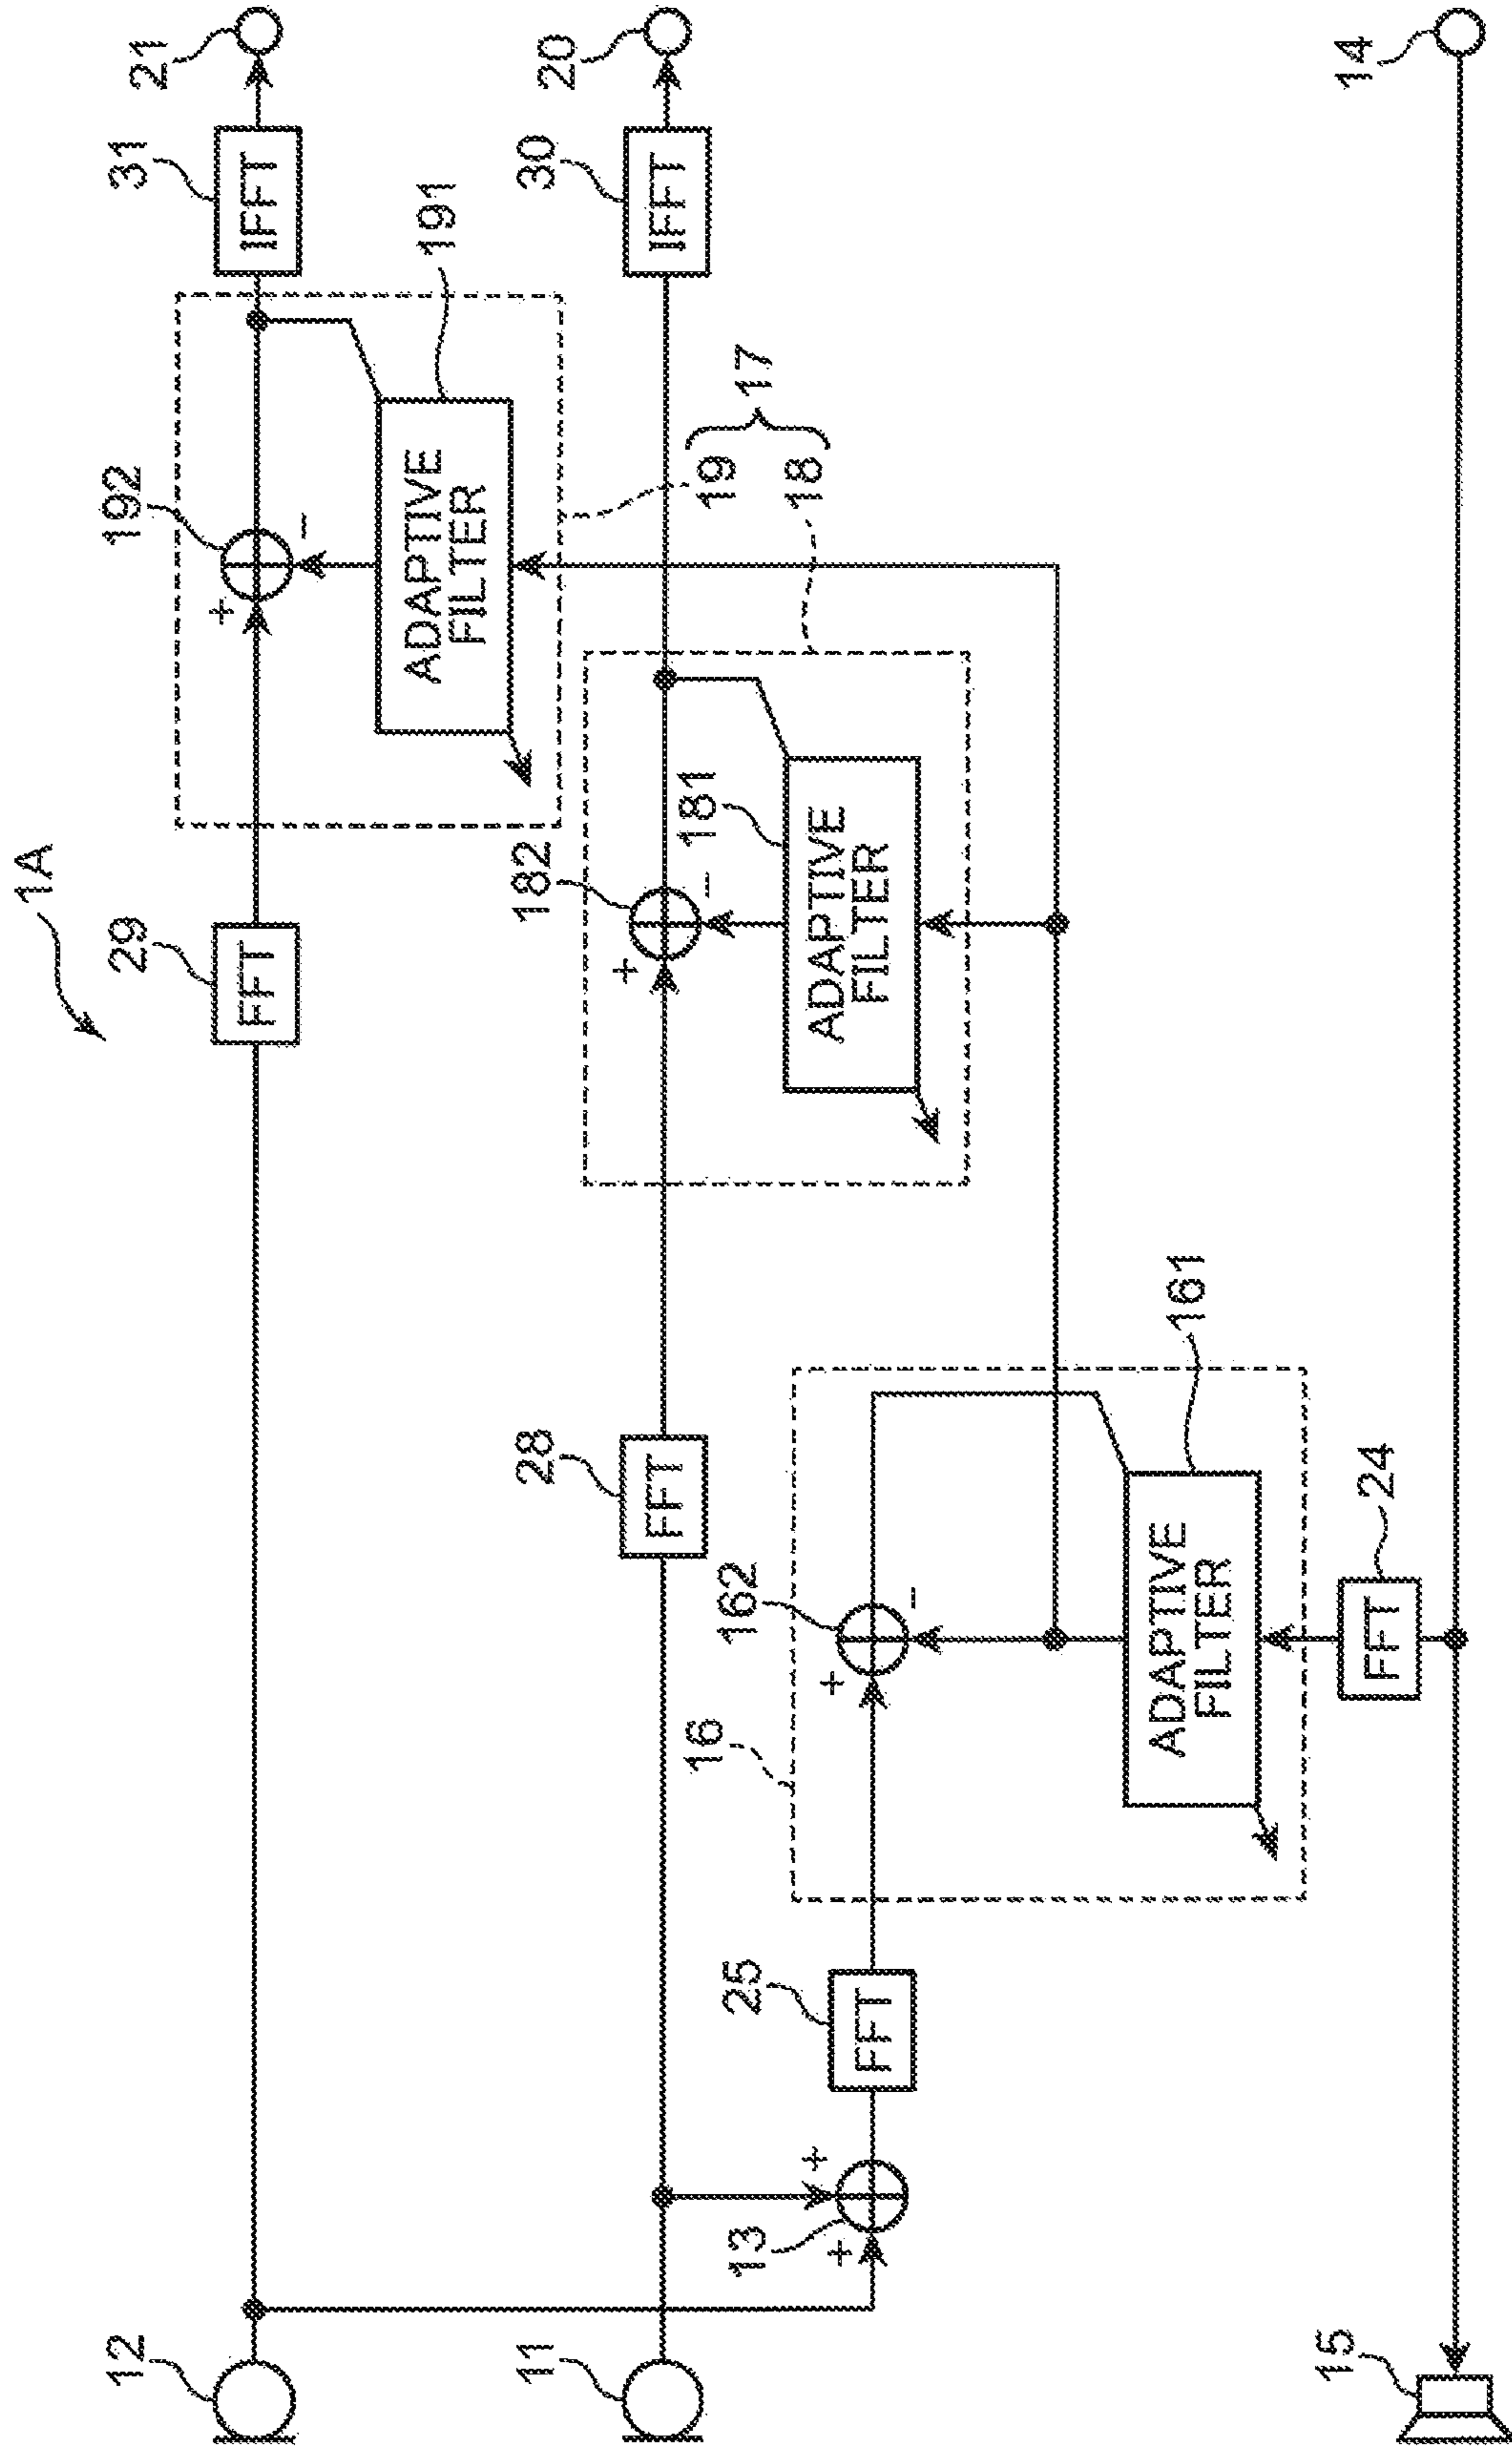 1A
12
29
FFT
192
+
-
ADAPTIVE
FILTER
191
31
IFFT
21
11
28
FFT
182
+
-
181
ADAPTIVE
FILTER
19
18
17
30
IFFT
20
13
+
+
25
FFT
16
162
+
-
ADAPTIVE
FILTER
161
24
FFT
15
14